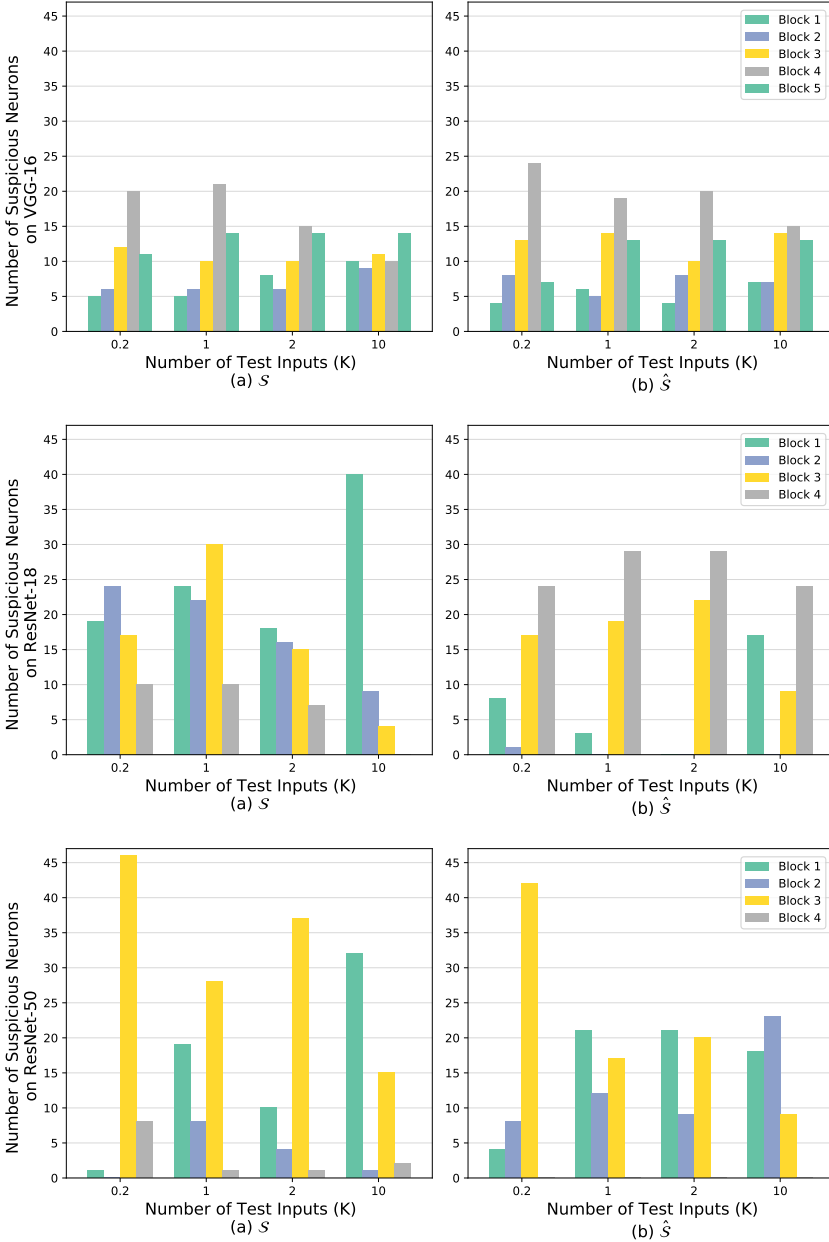 Number of Suspicious Neurons
on VGG-16
45
40
35
30
25
20
15
10
5
0
0.2 1 2 10
Number of Test Inputs (K)
(a) S
45
40
35
30
25
20
15
10
5
0
Block 1
Block 2
Block 3
Block 4
Block 5
0.2 1 2 10
Number of Test Inputs (K)
(b) Ŝ
Number of Suspicious Neurons
on ResNet-18
45
40
35
30
25
20
15
10
5
0
0.2 1 2 10
Number of Test Inputs (K)
(a) S
45
40
35
30
25
20
15
10
5
0
Block 1
Block 2
Block 3
Block 4
0.2 1 2 10
Number of Test Inputs (K)
(b) Ŝ
Number of Suspicious Neurons
on ResNet-50
45
40
35
30
25
20
15
10
5
0
0.2 1 2 10
Number of Test Inputs (K)
(a) S
45
40
35
30
25
20
15
10
5
0
Block 1
Block 2
Block 3
Block 4
0.2 1 2 10
Number of Test Inputs (K)
(b) Ŝ